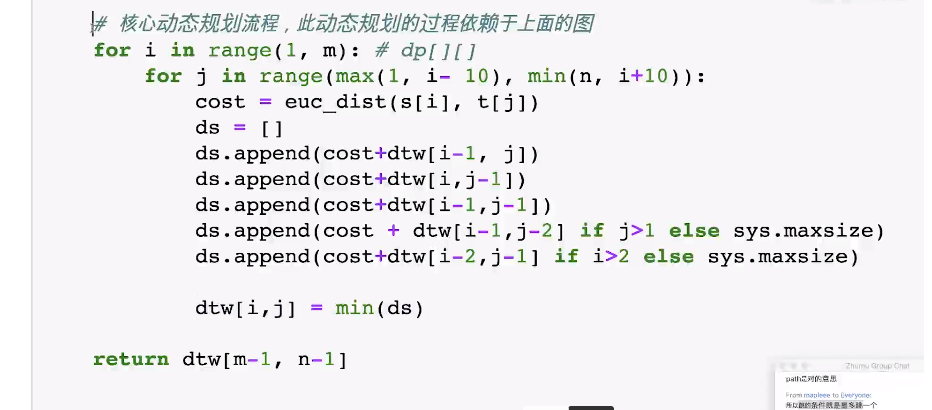 # 核心动态规划流程，此动态规划的过程依赖于上面的图
for i in range(1, m): # dp[][]
    for j in range(max(1, i- 10), min(n, i+10)):
        cost = euc_dist(s[i], t[j])
        ds = []
        ds.append(cost+dtw[i-1, j])
        ds.append(cost+dtw[i,j-1])
        ds.append(cost+dtw[i-1,j-1])
        ds.append(cost + dtw[i-1,j-2] if j>1 else sys.maxsize)
        ds.append(cost+dtw[i-2,j-1] if i>2 else sys.maxsize)
        dtw[i,j] = min(ds)
return dtw[m-1, n-1]
Zhumu Group Chat
path是对的意思
From mapleee to Everyone:
所以跳的条件就是最多跳一个